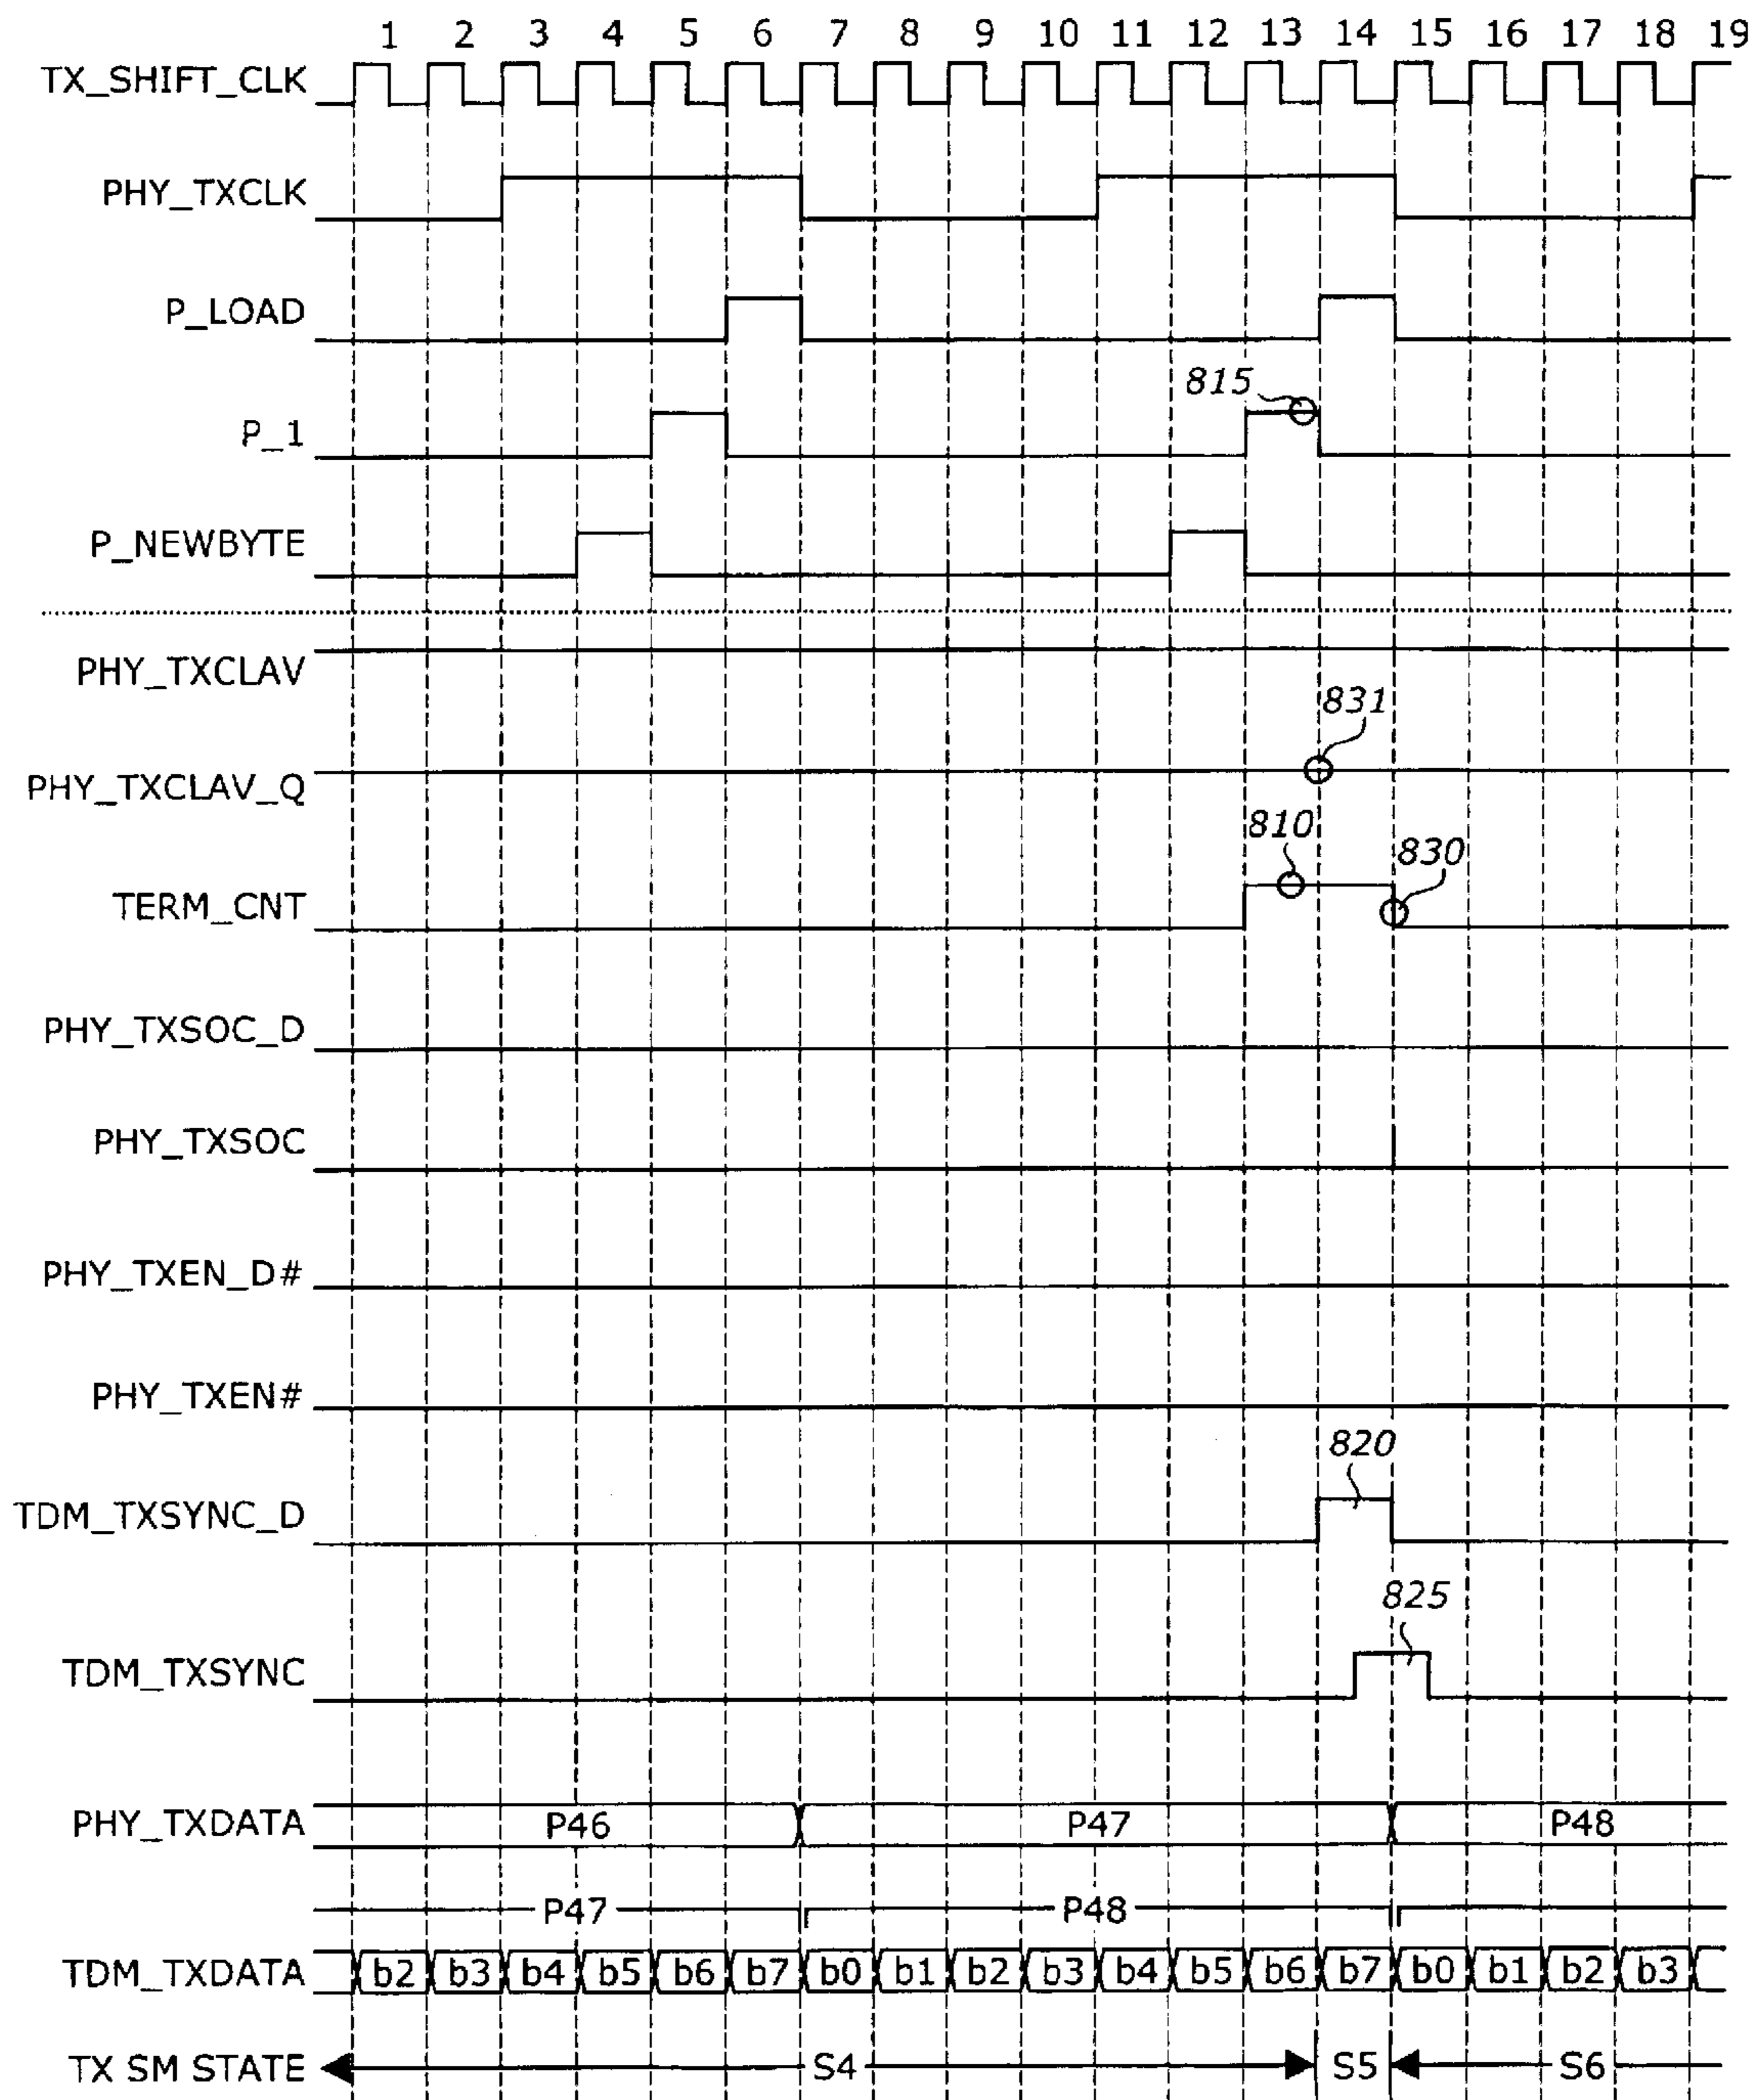 1 2 3 4 5 6 7 8 9 10 11 12 13 14 15 16 17 18 19
TX_SHIFT_CLK
PHY_TXCLK
P_LOAD
815
P_1
P_NEWBYTE
PHY_TXCLAV
831
PHY_TXCLAV_Q
810
830
TERM_CNT
PHY_TXSOC_D
PHY_TXSOC
PHY_TXEN_D#
PHY_TXEN#
820
TDM_TXSYNC_D
825
TDM_TXSYNC
PHY_TXDATA P46 P47 P48
P47 P48
TDM_TXDATA b2 b3 b4 b5 b6 b7 b0 b1 b2 b3 b4 b5 b6 b7 b0 b1 b2 b3
TX SM STATE S4 S5 S6